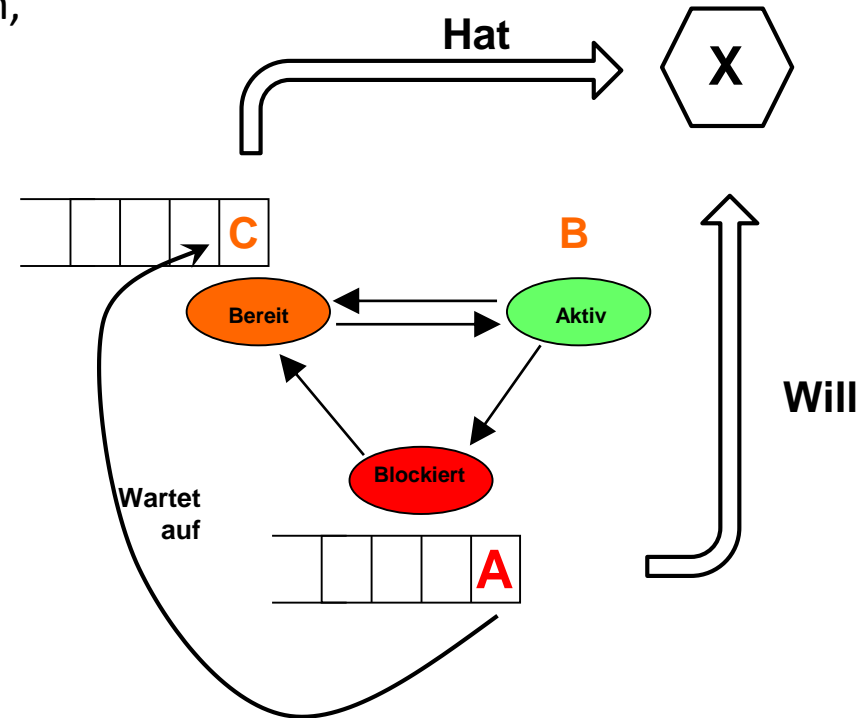 n,
Hat
X
C
B
Bereit
Aktiv
Will
Blockiert
Wartet
auf
A